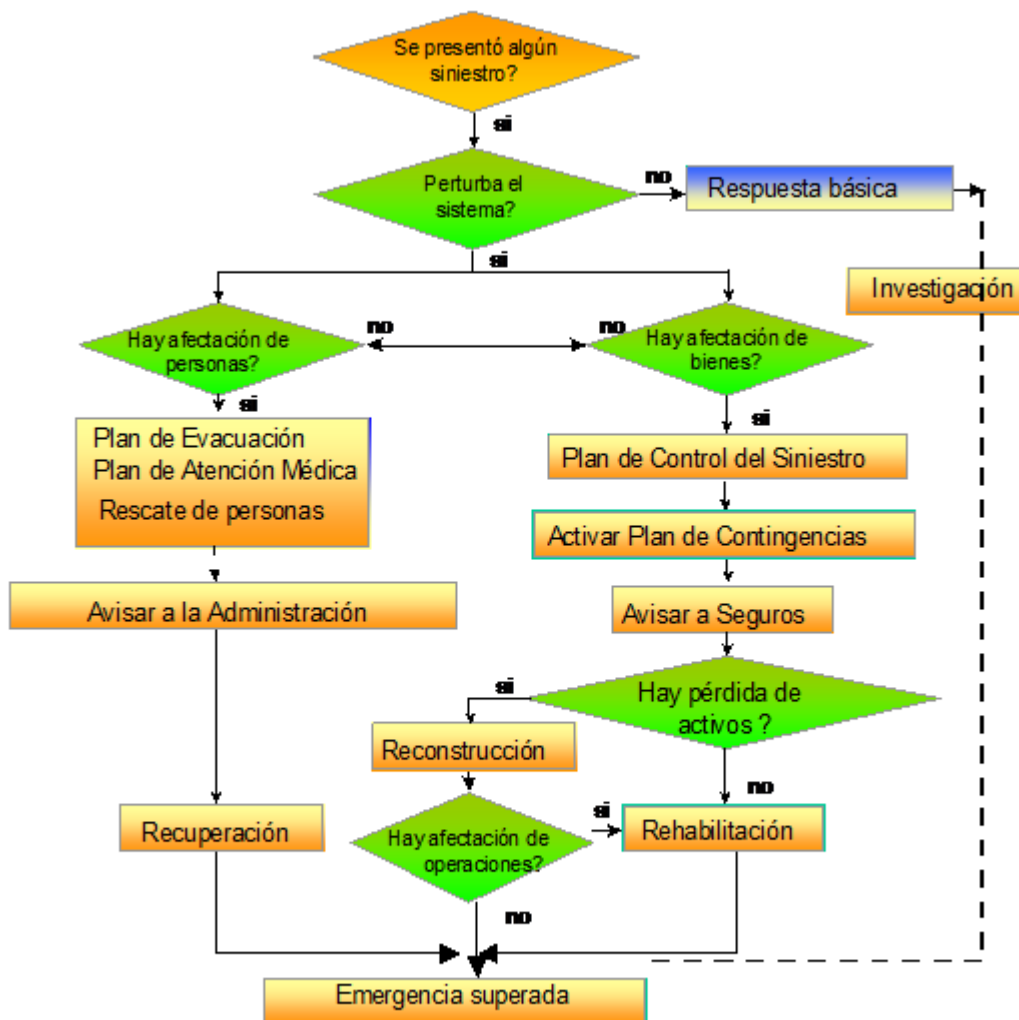 Se presentó algún
siniestro?
si
Perturba el
sistema?
no
Respuesta básica
si
Investigación
Hay afectación de
personas?
no
no
Hay afectación de
bienes?
si
si
Plan de Evacuación
Plan de Atención Médica
Rescate de personas
Plan de Control del Siniestro
Activar Plan de Contingencias
Avisar a la Administración
Avisar a Seguros
Hay pérdida de
activos ?
si
Reconstrucción
no
Recuperación
Hay afectación de
operaciones?
si
Rehabilitación
no
Emergencia superada